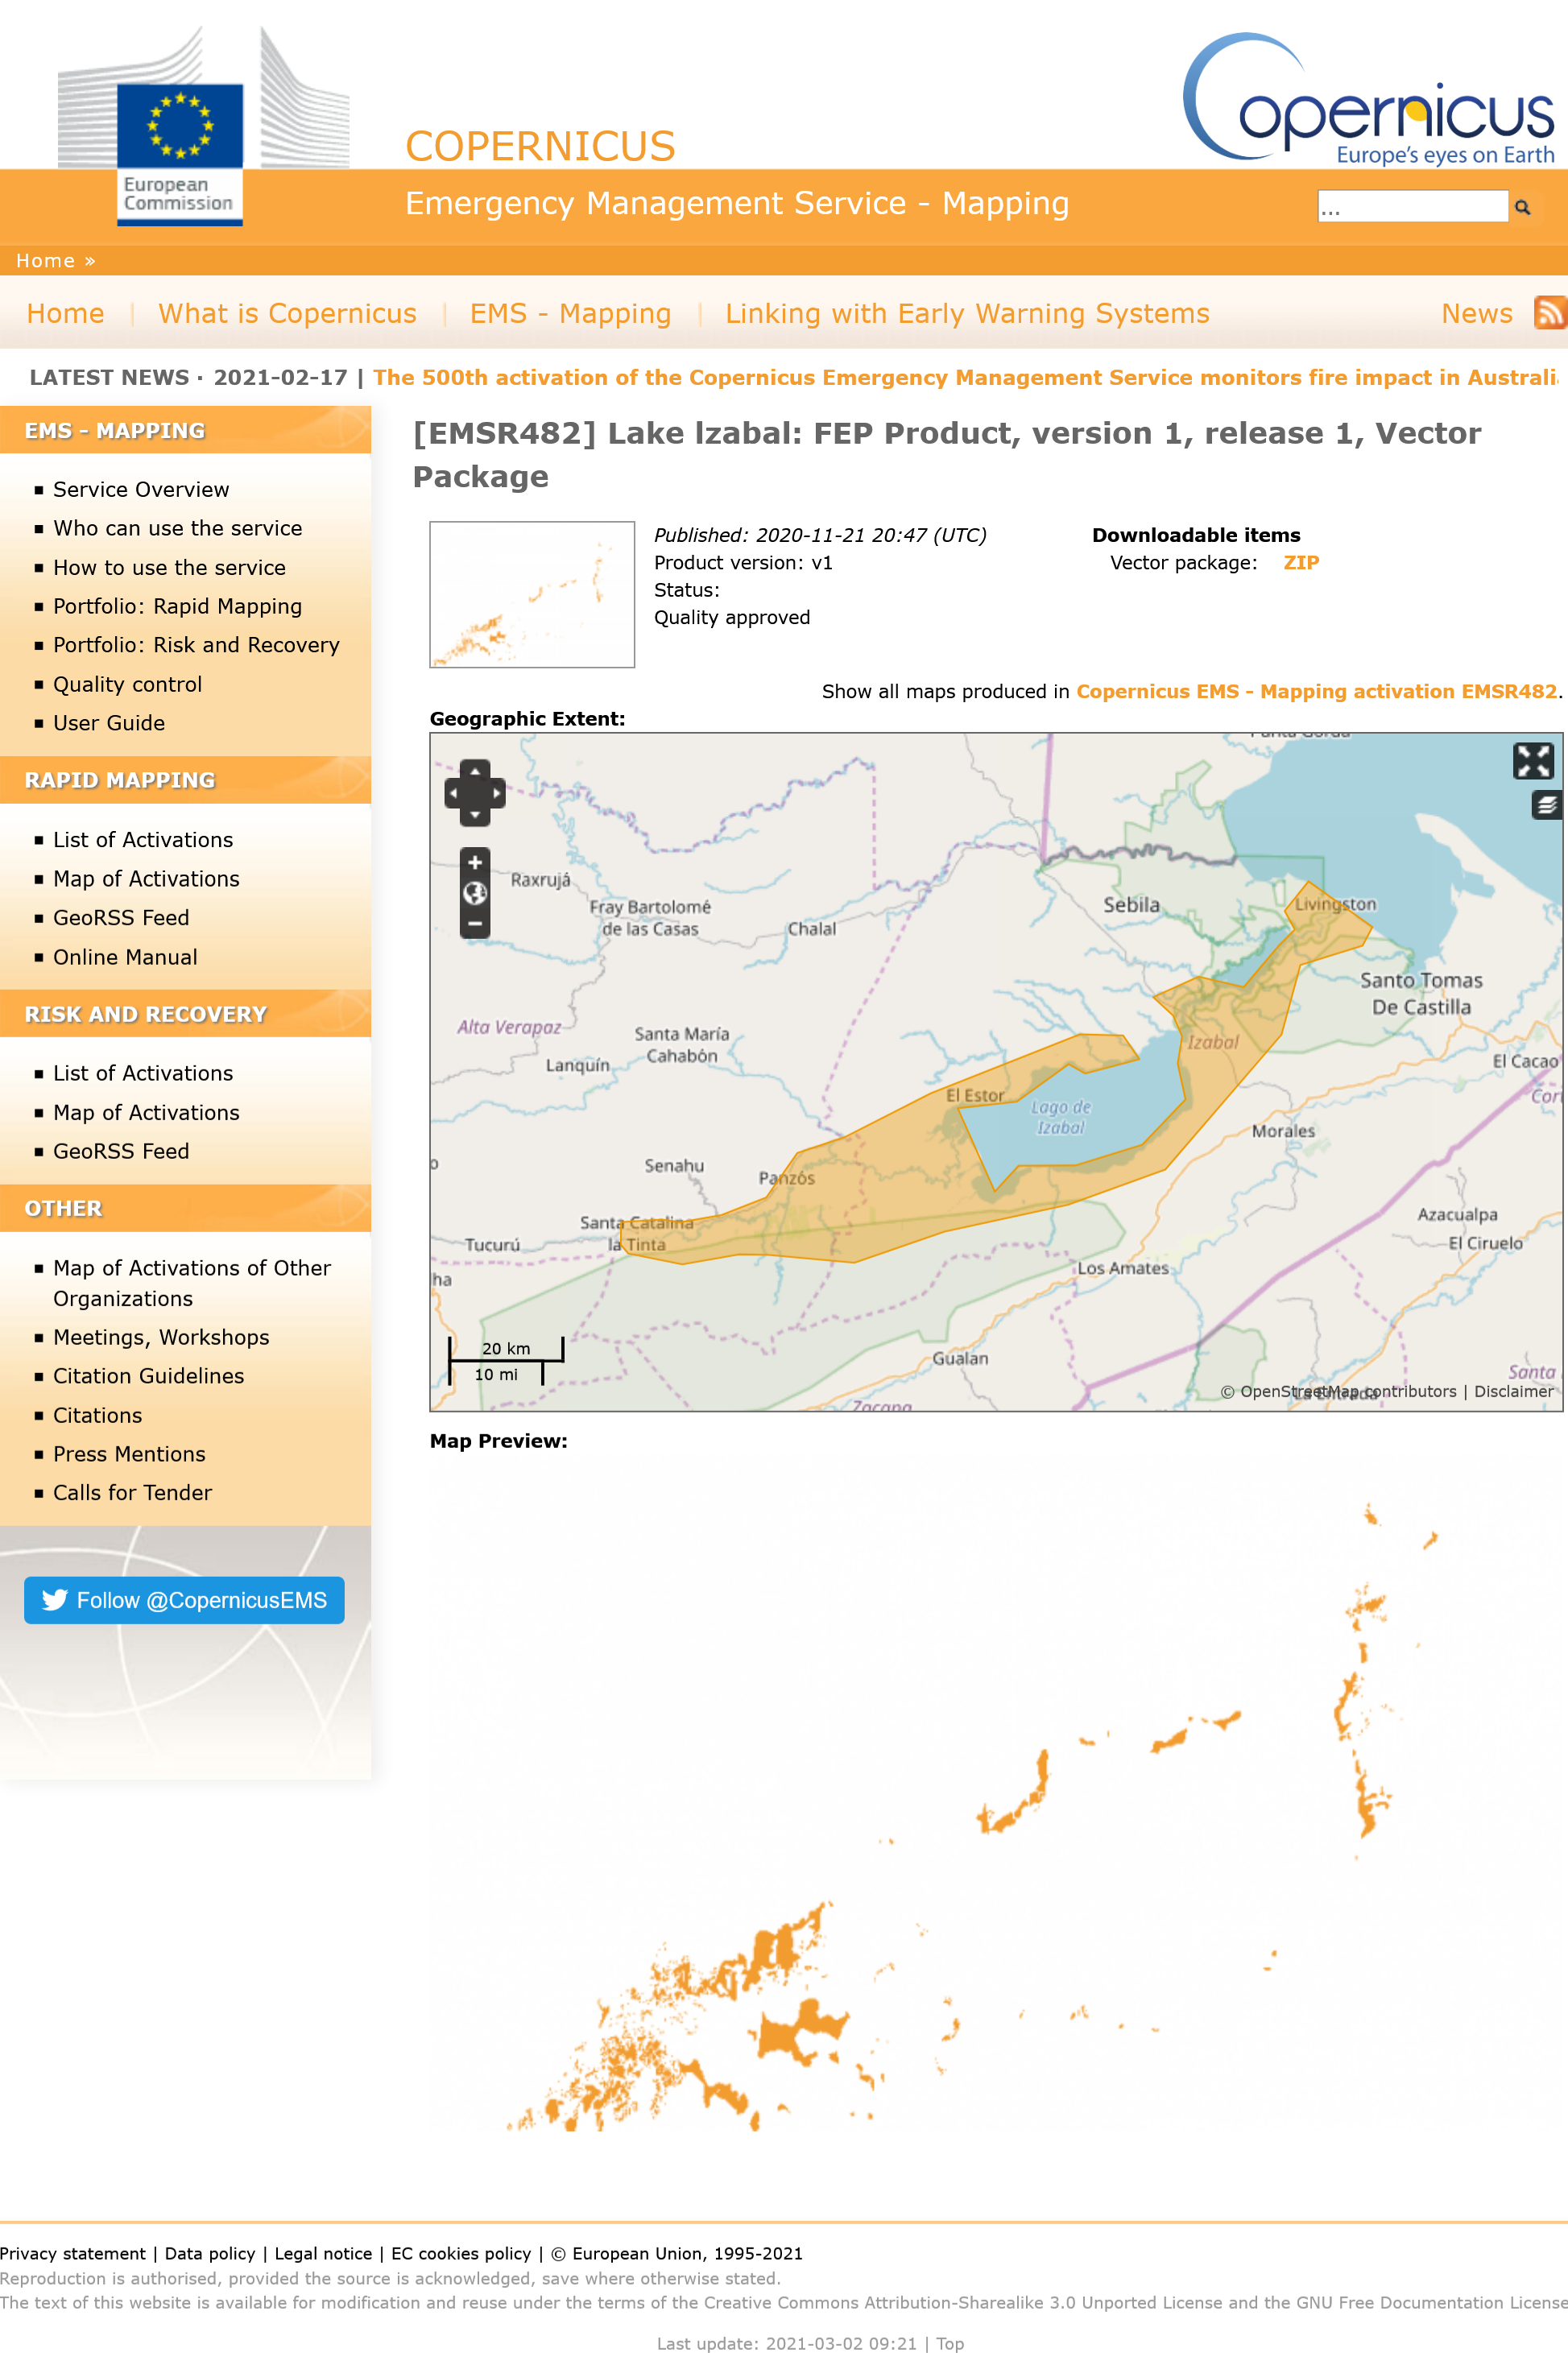 European
Commission
COPERNICUS
opernicus
Europe's eyes on Earth
Emergency Management Service - Mapping
...
Home »
Home | What is Copernicus | EMS - Mapping | Linking with Early Warning Systems
News
LATEST NEWS · 2021-02-17 | The 500th activation of the Copernicus Emergency Management Service monitors fire impact in Australi
EMS - MAPPING
Service Overview
Who can use the service
How to use the service
Portfolio: Rapid Mapping
Portfolio: Risk and Recovery
Quality control
User Guide
RAPID MAPPING
List of Activations
Map of Activations
GeoRSS Feed
Online Manual
RISK AND RECOVERY
List of Activations
Map of Activations
GeoRSS Feed
OTHER
Map of Activations of Other
Organizations
Meetings, Workshops
Citation Guidelines
Citations
Press Mentions
Calls for Tender
Follow @CopernicusEMS
[EMSR482] Lake Izabal: FEP Product, version 1, release 1, Vector
Package
Published: 2020-11-21 20:47 (UTC)
Product version: v1
Status:
Quality approved
Downloadable items
Vector package: ZIP
Show all maps produced in Copernicus EMS - Mapping activation EMSR482.
Geographic Extent:
Punta Gorda
Raxrujá
Fray Bartolomé
de las Casas
Chalal
Sebila
Livingston
Santo Tomas
De Castilla
Alta Verapaz
Santa María
Cahabón
Lanquín
Izabal
El Cacao
Cort
El Estor
Lago de
Izabal
Morales
o
Senahu
Panzós
Santa Catalina
la Tinta
Tucurú
Azacualpa
El Ciruelo
ha
Los Amates
20 km
10 mi
Gualan
Santa
La Entrada
© OpenStreetMap contributors | Disclaimer
Zacapa
Map Preview:
Privacy statement | Data policy | Legal notice | EC cookies policy | © European Union, 1995-2021
Reproduction is authorised, provided the source is acknowledged, save where otherwise stated.
The text of this website is available for modification and reuse under the terms of the Creative Commons Attribution-Sharealike 3.0 Unported License and the GNU Free Documentation License
Last update: 2021-03-02 09:21 | Top